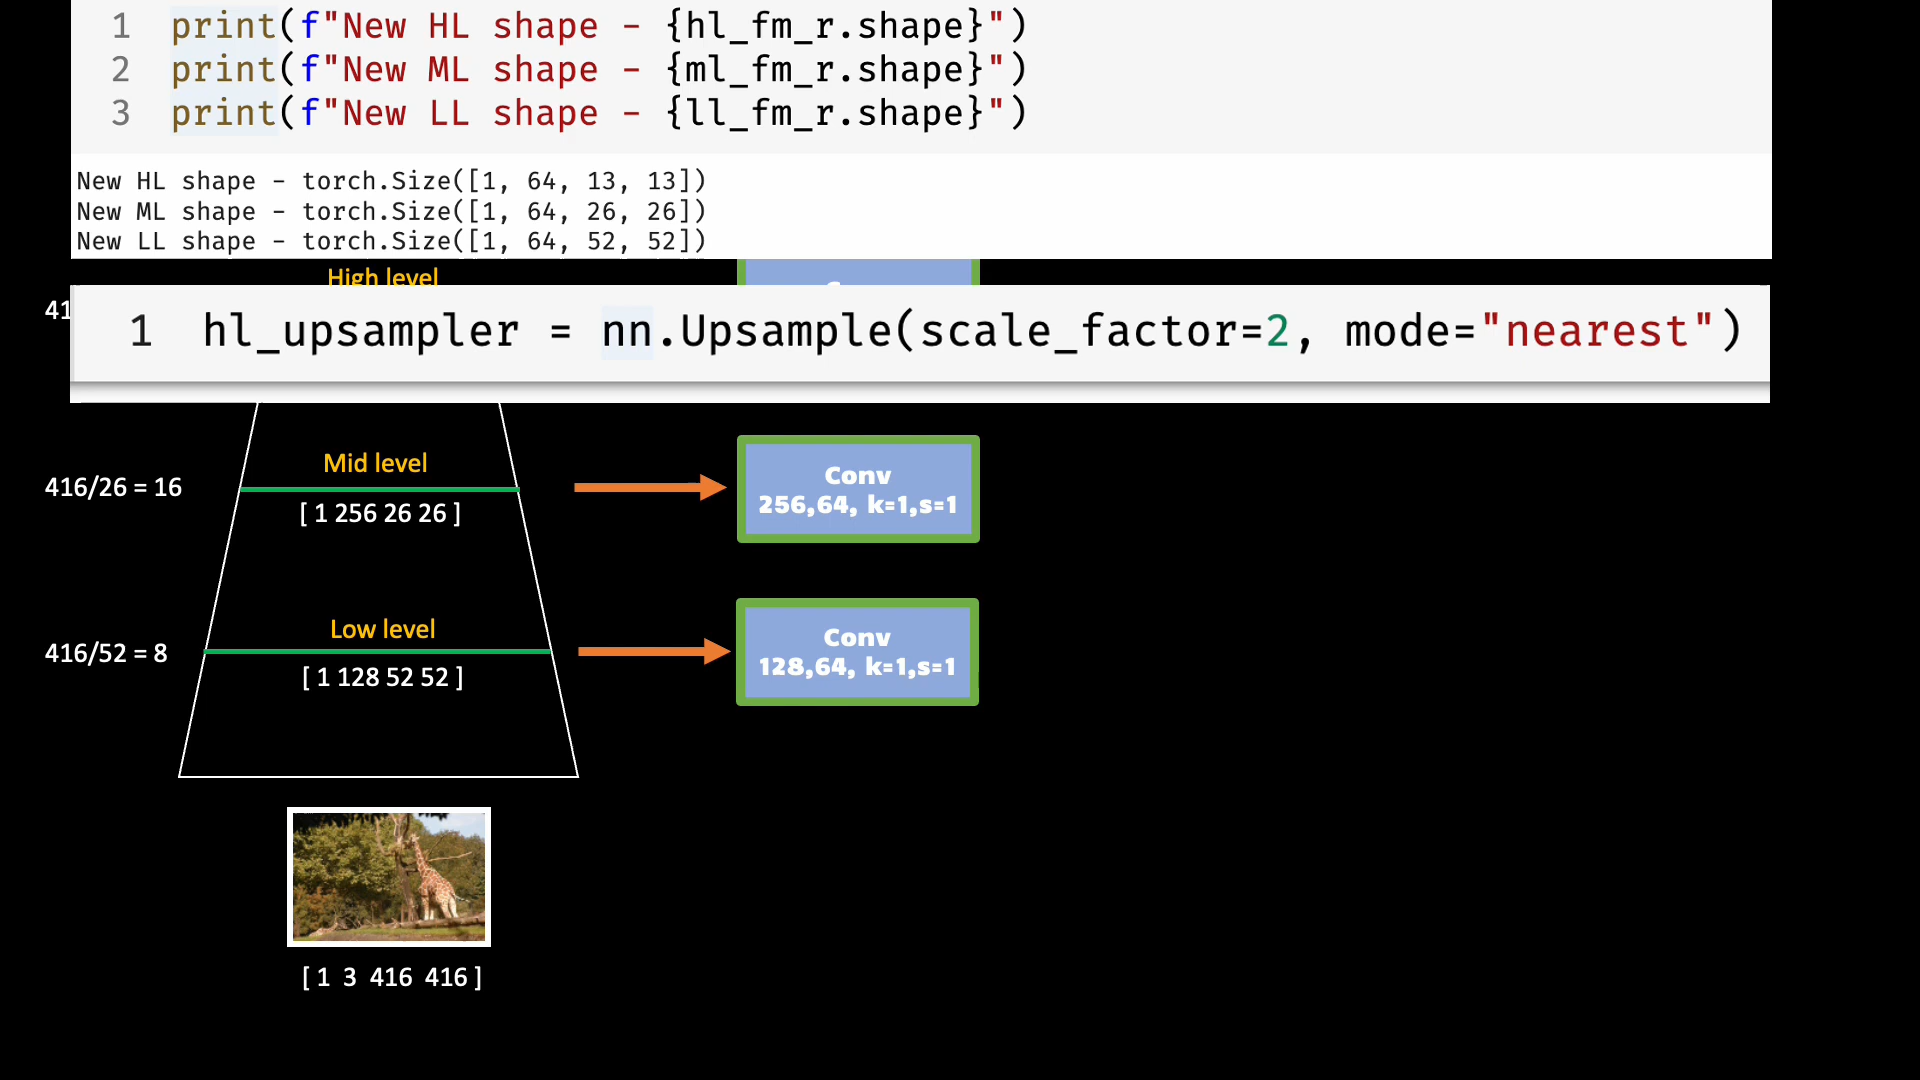 1 print(f"New HL shape - {hl_fm_r.shape}")
2 print(f"New ML shape - {ml_fm_r.shape}")
3 print(f"New LL shape - {ll_fm_r.shape}")
New HL shape - torch.Size([1, 64, 13, 13])
New ML shape - torch.Size([1, 64, 26, 26])
New LL shape - torch.Size([1, 64, 52, 52])
High level
41
1 hl_upsampler = nn.Upsample(scale_factor=2, mode="nearest")
Mid level
416/26 = 16
[ 1 256 26 26 ]
Conv
256,64, k=1,s=1
Low level
416/52 = 8
[ 1 128 52 52 ]
Conv
128,64, k=1,s=1
[ 1 3 416 416 ]